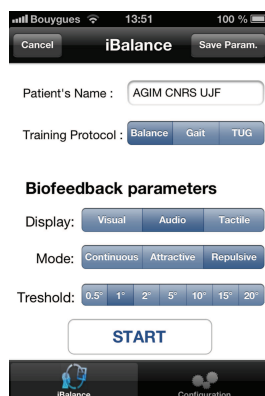 Bouygues 13:51 100 %
Cancel iBalance Save Param.
Patient's Name : AGIM CNRS UJF
Training Protocol : Balance Gait TUG
Biofeedback parameters
Display: Visual Audio Tactile
Mode: Continuous Attractive Repulsive
Treshold: 0.5° 1° 2° 5° 10° 15° 20°
START
iBalance Configuration